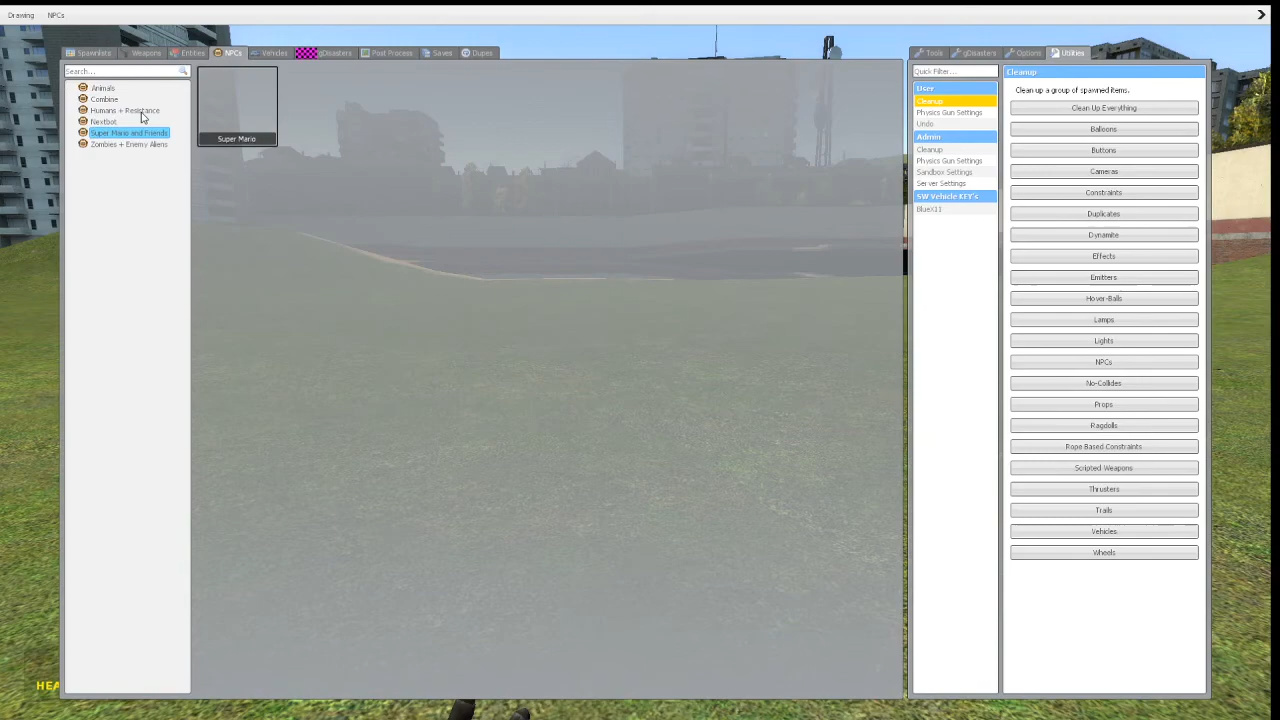 Drawing NPCs
Spawnlists Weapons Entities NPCs Vehicles gDisasters Post Process Saves Dupes
Tools gDisasters Options Utilities
Search...
Animals
Combine
Humans + Resistance
Nextbot
Super Mario and Friends
Zombies + Enemy Aliens
Super Mario
Quick Filter...
User
Cleanup
Physics Gun Settings
Undo
Admin
Cleanup
Physics Gun Settings
Sandbox Settings
Server Settings
SW Vehicle KEY's
BlueX11
Cleanup
Clean up a group of spawned items.
Clean Up Everything
Balloons
Buttons
Cameras
Constraints
Duplicates
Dynamite
Effects
Emitters
Hover-Balls
Lamps
Lights
NPCs
No-Collides
Props
Ragdolls
Rope Based Constraints
Scripted Weapons
Thrusters
Trails
Vehicles
Wheels
HEA